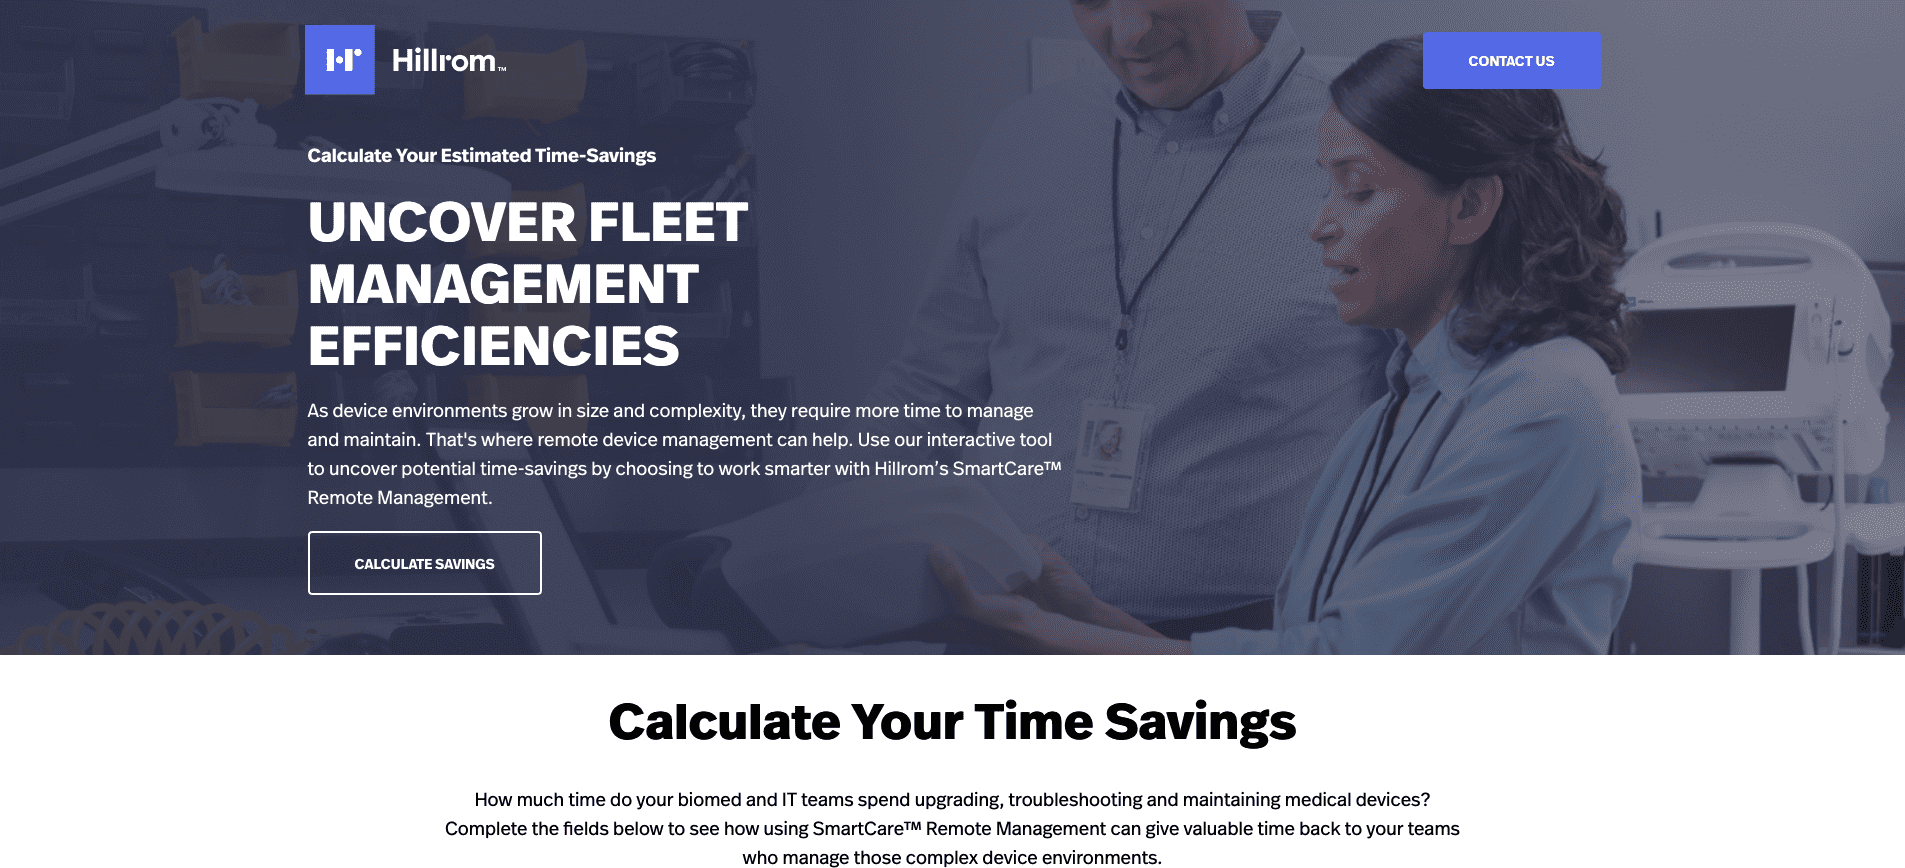 Hillrom™
CONTACT US
Calculate Your Estimated Time-Savings
UNCOVER FLEET
MANAGEMENT
EFFICIENCIES
As device environments grow in size and complexity, they require more time to manage
and maintain. That's where remote device management can help. Use our interactive tool
to uncover potential time-savings by choosing to work smarter with Hillrom’s SmartCare™
Remote Management.
CALCULATE SAVINGS
Calculate Your Time Savings
How much time do your biomed and IT teams spend upgrading, troubleshooting and maintaining medical devices?
Complete the fields below to see how using SmartCare™ Remote Management can give valuable time back to your teams
who manage those complex device environments.